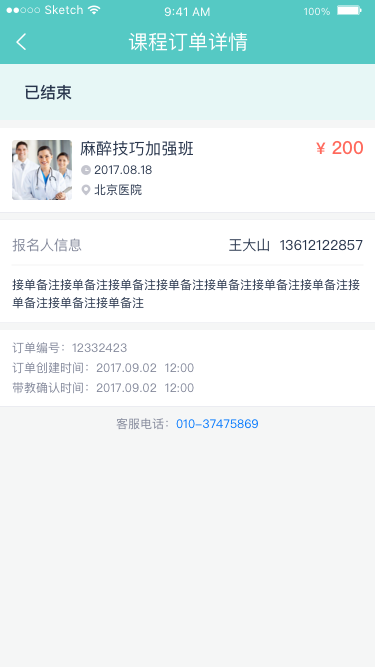 Sketch 9:41 AM 100%
课程订单详情
已结束
麻醉技巧加强班 ¥ 200
2017.08.18
北京医院
报名人信息 王大山 13612122857
接单备注接单备注接单备注接单备注接单备注接单备注接单备注接
单备注接单备注接单备注
订单编号：12332423
订单创建时间：2017.09.02 12:00
带教确认时间：2017.09.02 12:00
客服电话：010-37475869